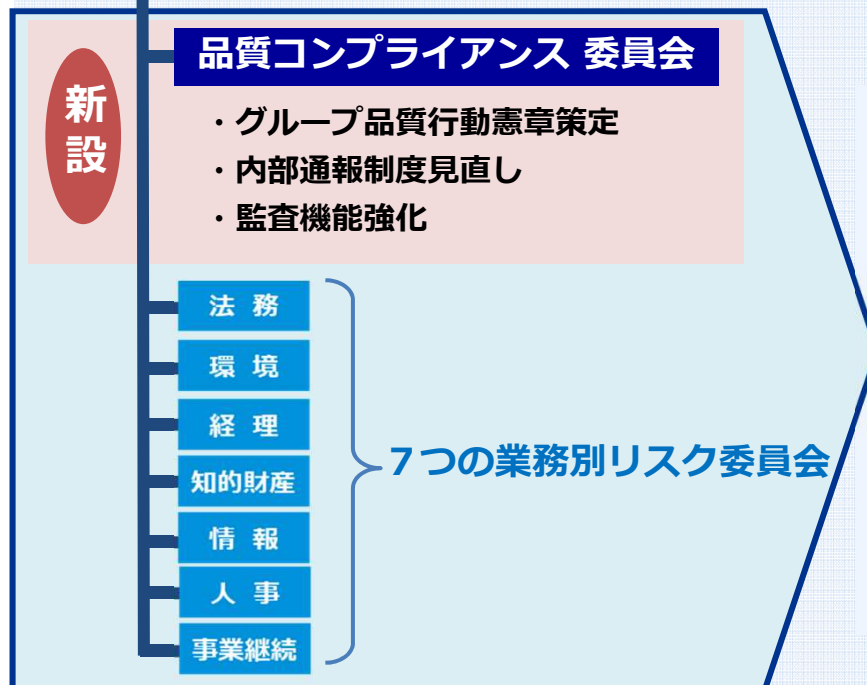 新設
品質コンプライアンス 委員会
・グループ品質行動憲章策定
・内部通報制度見直し
・監査機能強化
法 務
環 境
経 理
知的財産
情 報
人 事
事業継続
７つの業務別リスク委員会